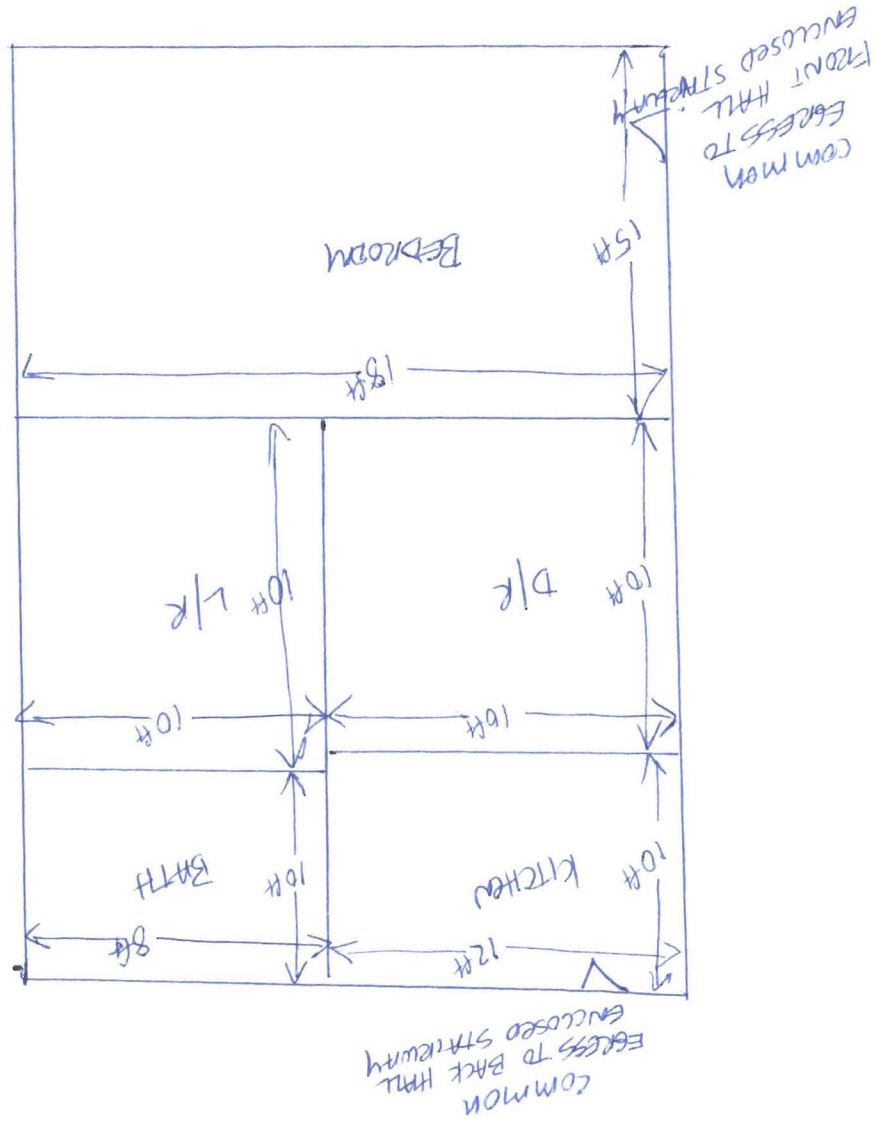 COMMON
EGRESS TO BACK HALL
ENCLOSED STAIRWAY
12ft
8ft
10ft
KITCHEN
10ft
BATH
10ft
10ft
10ft
D/R
10ft
L/R
18ft
15ft
BEDROOM
COMMON
EGRESS TO
FRONT HALL
ENCLOSED STAIRWAY